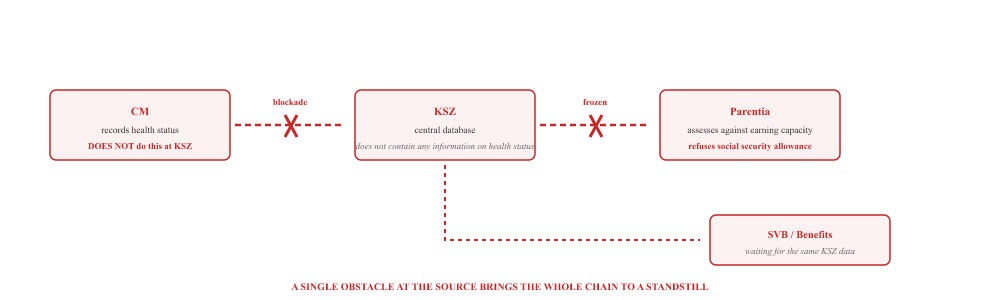 blockade
frozen
CM
records health status
DOES NOT do this at KSZ
KSZ
central database
does not contain any information on health status
Parentia
assesses against earning capacity
refuses social security allowance
SVB / Benefits
waiting for the same KSZ data
A SINGLE OBSTACLE AT THE SOURCE BRINGS THE WHOLE CHAIN TO A STANDSTILL